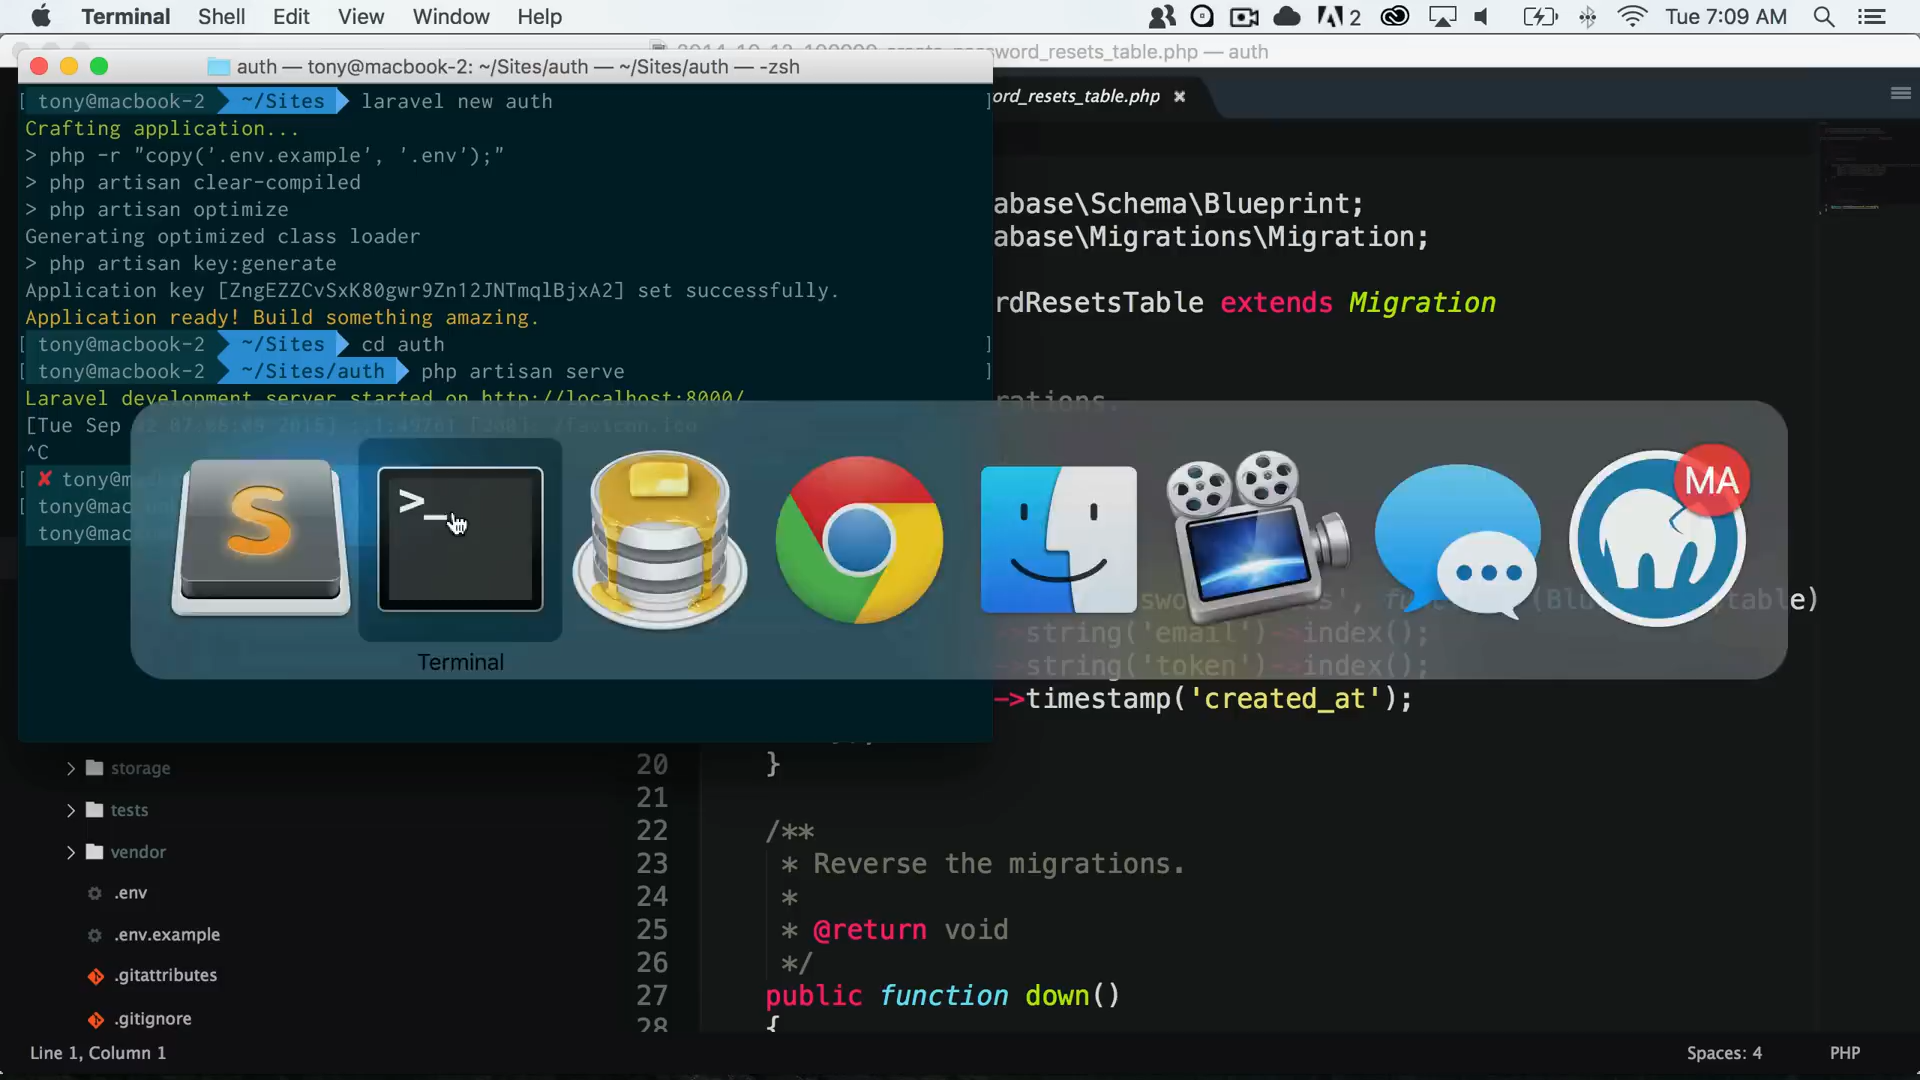 Terminal Shell Edit View Window Help 2 Tue 7:09 AM
password_resets_table.php — auth
auth — tony@macbook-2: ~/Sites/auth — ~/Sites/auth — -zsh
ord_resets_table.php ×
[ tony@macbook-2 ~/Sites laravel new auth ]
Crafting application...
> php -r "copy('.env.example', '.env');"
> php artisan clear-compiled
> php artisan optimize
Generating optimized class loader
> php artisan key:generate
Application key [ZngEZZCvSxK80gwr9Zn12JNTmqlBjxA2] set successfully.
Application ready! Build something amazing.
[ tony@macbook-2 ~/Sites cd auth ]
[ tony@macbook-2 ~/Sites/auth php artisan serve ]
Laravel development server started on http://localhost:8000/
[Tue Sep
^C
[ ✘ tony@ma
[ tony@mac
tony@mac
abase\Schema\Blueprint;
abase\Migrations\Migration;
rdResetsTable extends Migration
rations.
table)
->string('email')->index();
->string('token')->index();
->timestamp('created_at');
>_
S
MA
Terminal
storage
tests
vendor
.env
.env.example
.gitattributes
.gitignore
20 }
21
22 /**
23 * Reverse the migrations.
24 *
25 * @return void
26 */
27 public function down()
28 {
Line 1, Column 1
Spaces: 4 PHP